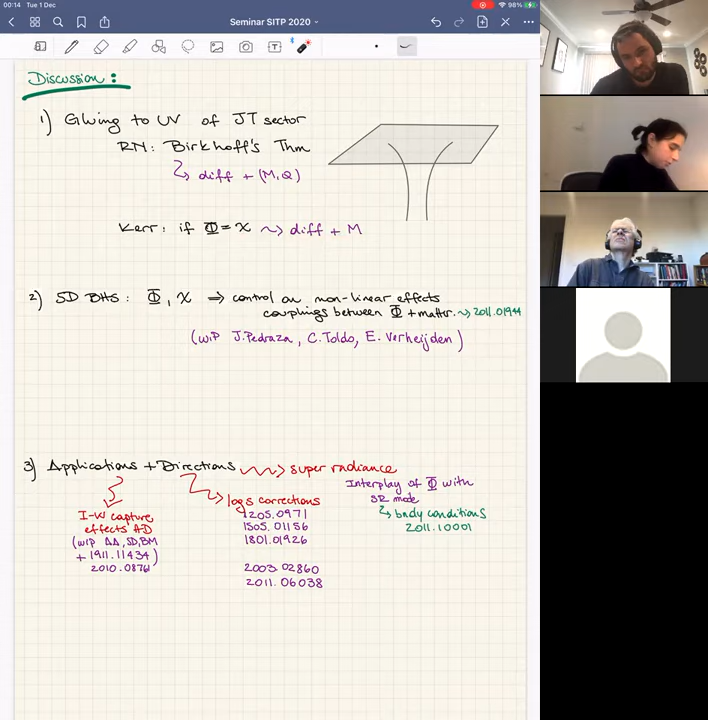 00:14 Tue 1 Dec
98%
Seminar SITP 2020
Discussion:
1) Gluing to UV of JT sector
RN: Birkhoff's Thm
↳ diff + (M,Q)
Kerr: if Φ = χ ⇝ diff + M
2) 5D BHs: Φ, χ ⇒ control on non-linear effects
couplings between Φ + matter. ⇝ 2011.01944
(wip J. Pedraza, C. Toldo, E. Verheijden)
3) Applications + Directions ⇝ super radiance
Interplay of Φ with
SR mode
↳ bndy conditions
2011.10001
logs corrections
1205.0971
1505.01156
1801.01926
2003.02860
2011.06038
I-W capture
effects A-D
(wip AA, SD, BM
+ 1911.11434)
2010.08761